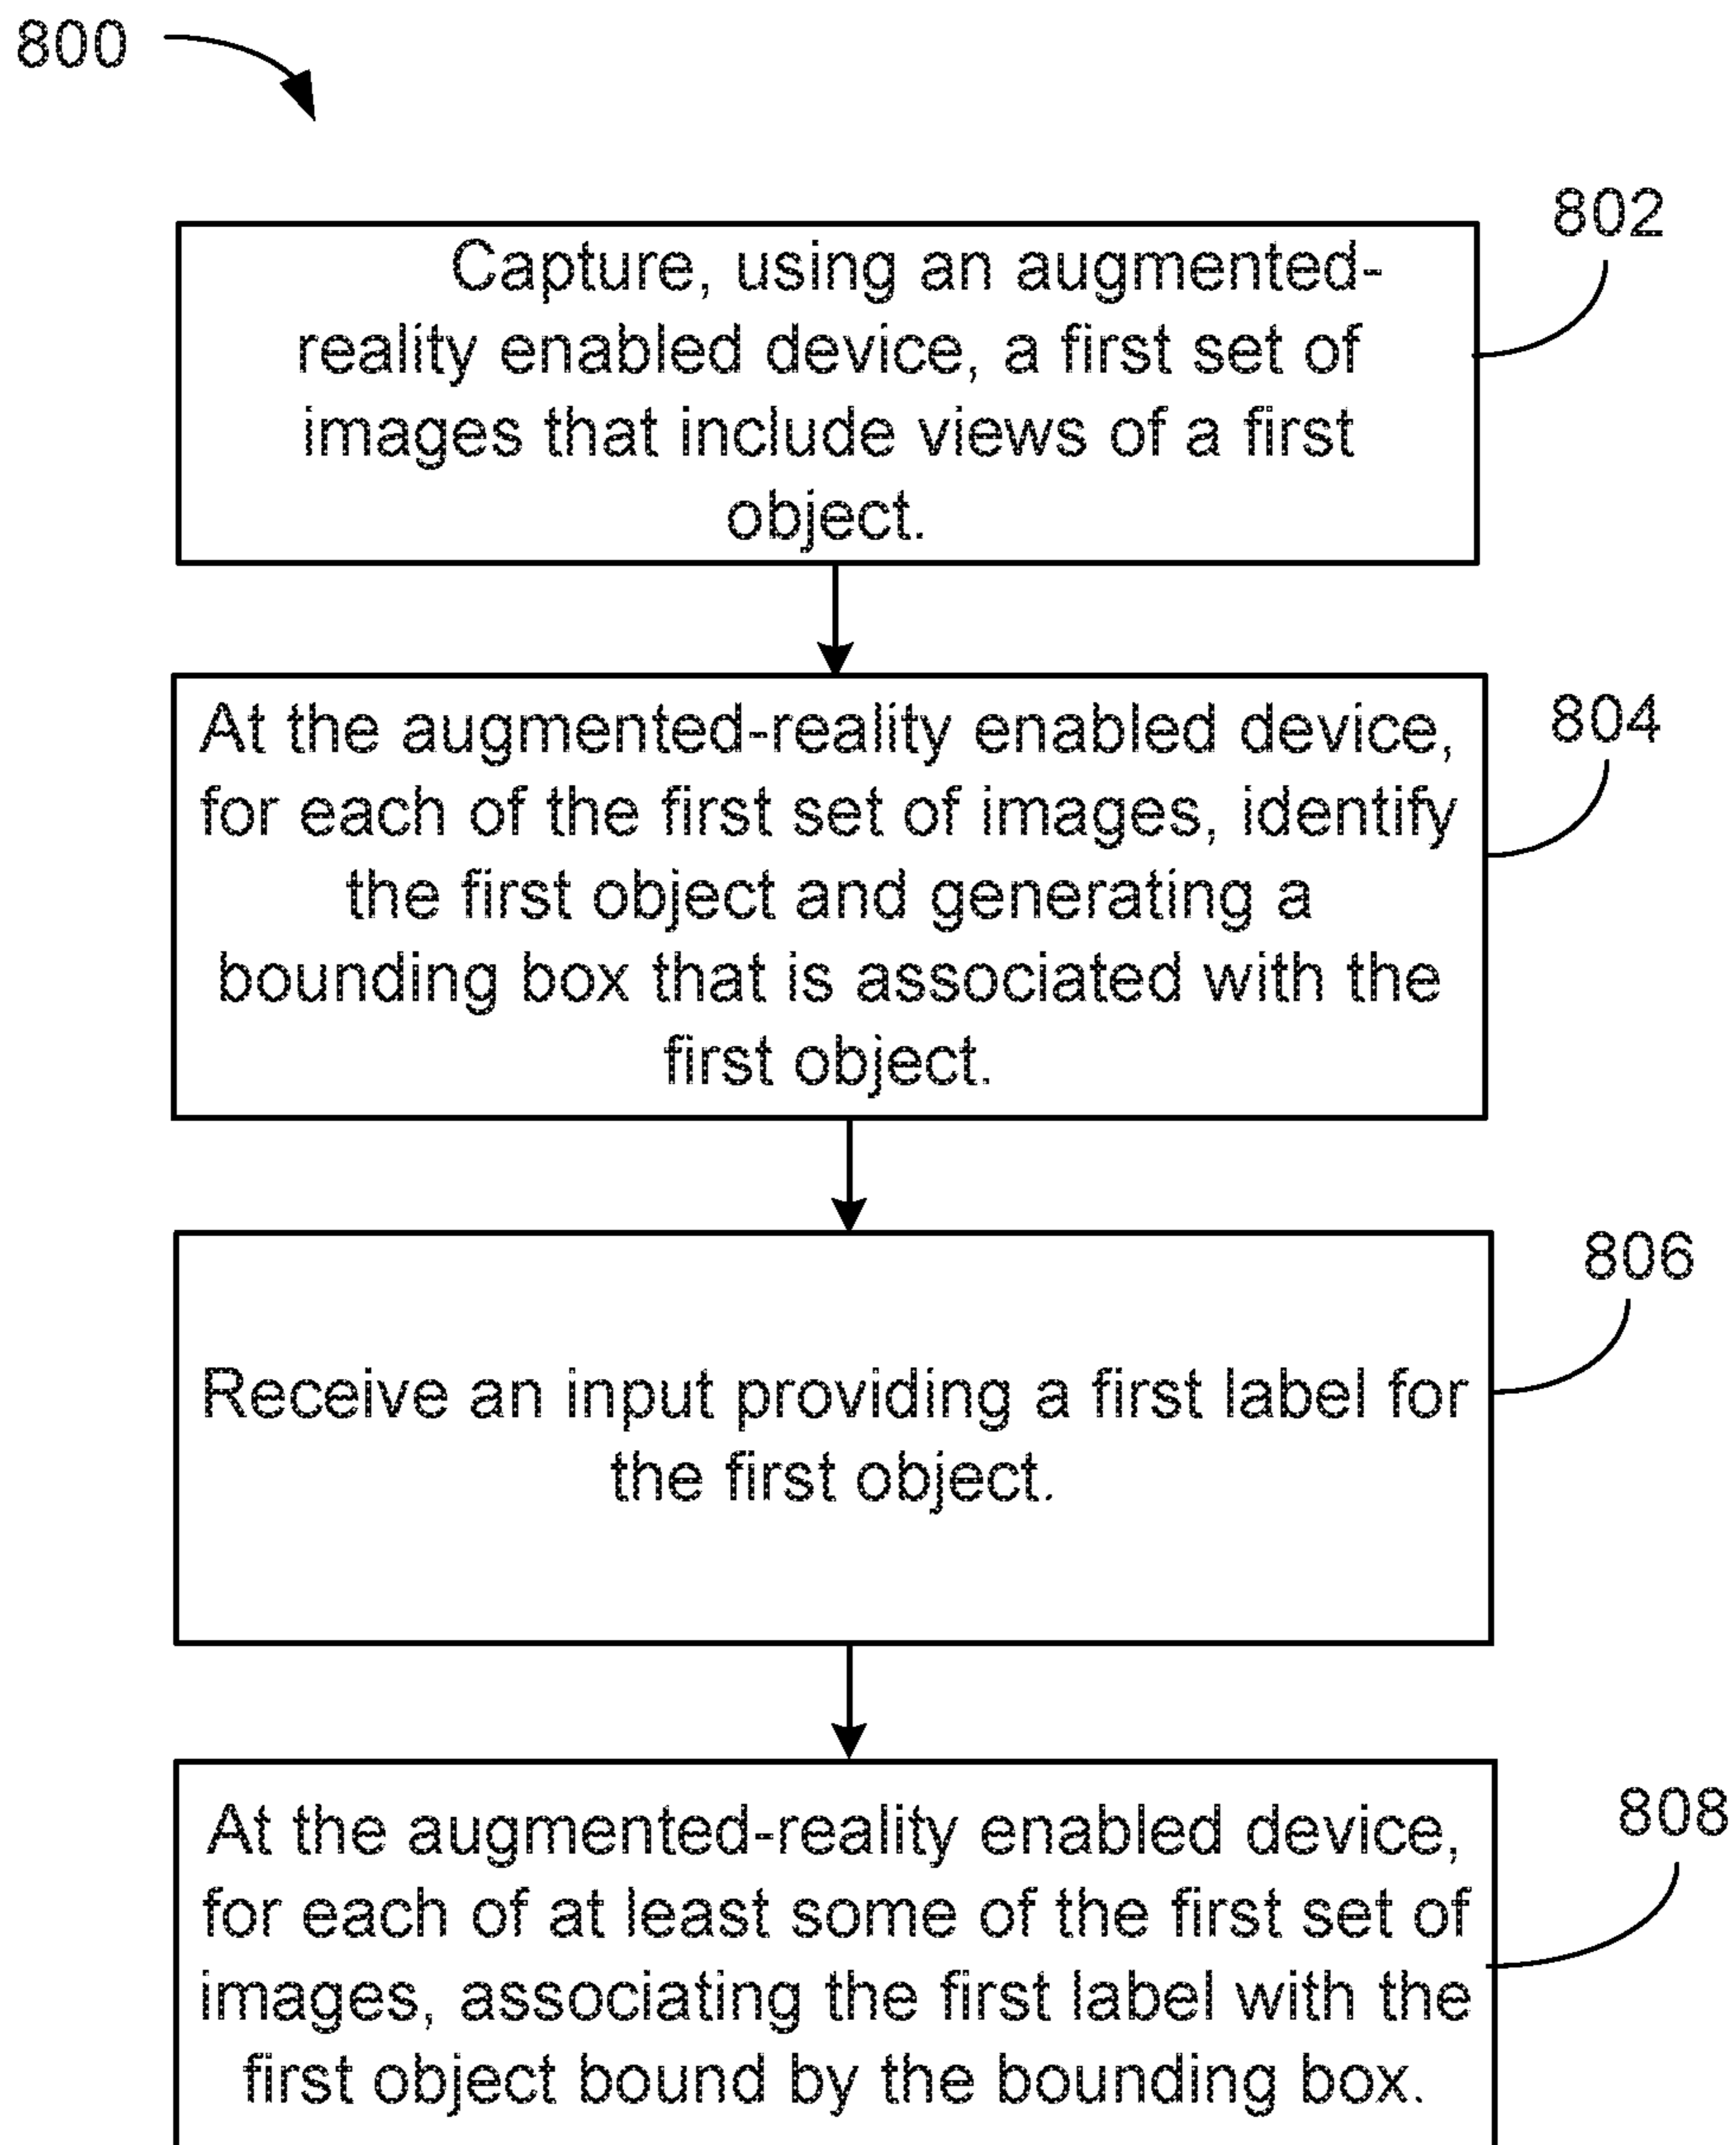 800
802
Capture, using an augmented-
reality enabled device, a first set of
images that include views of a first
object.
804
At the augmented-reality enabled device,
for each of the first set of images, identify
the first object and generating a
bounding box that is associated with the
first object.
806
Receive an input providing a first label for
the first object.
808
At the augmented-reality enabled device,
for each of at least some of the first set of
images, associating the first label with the
first object bound by the bounding box.